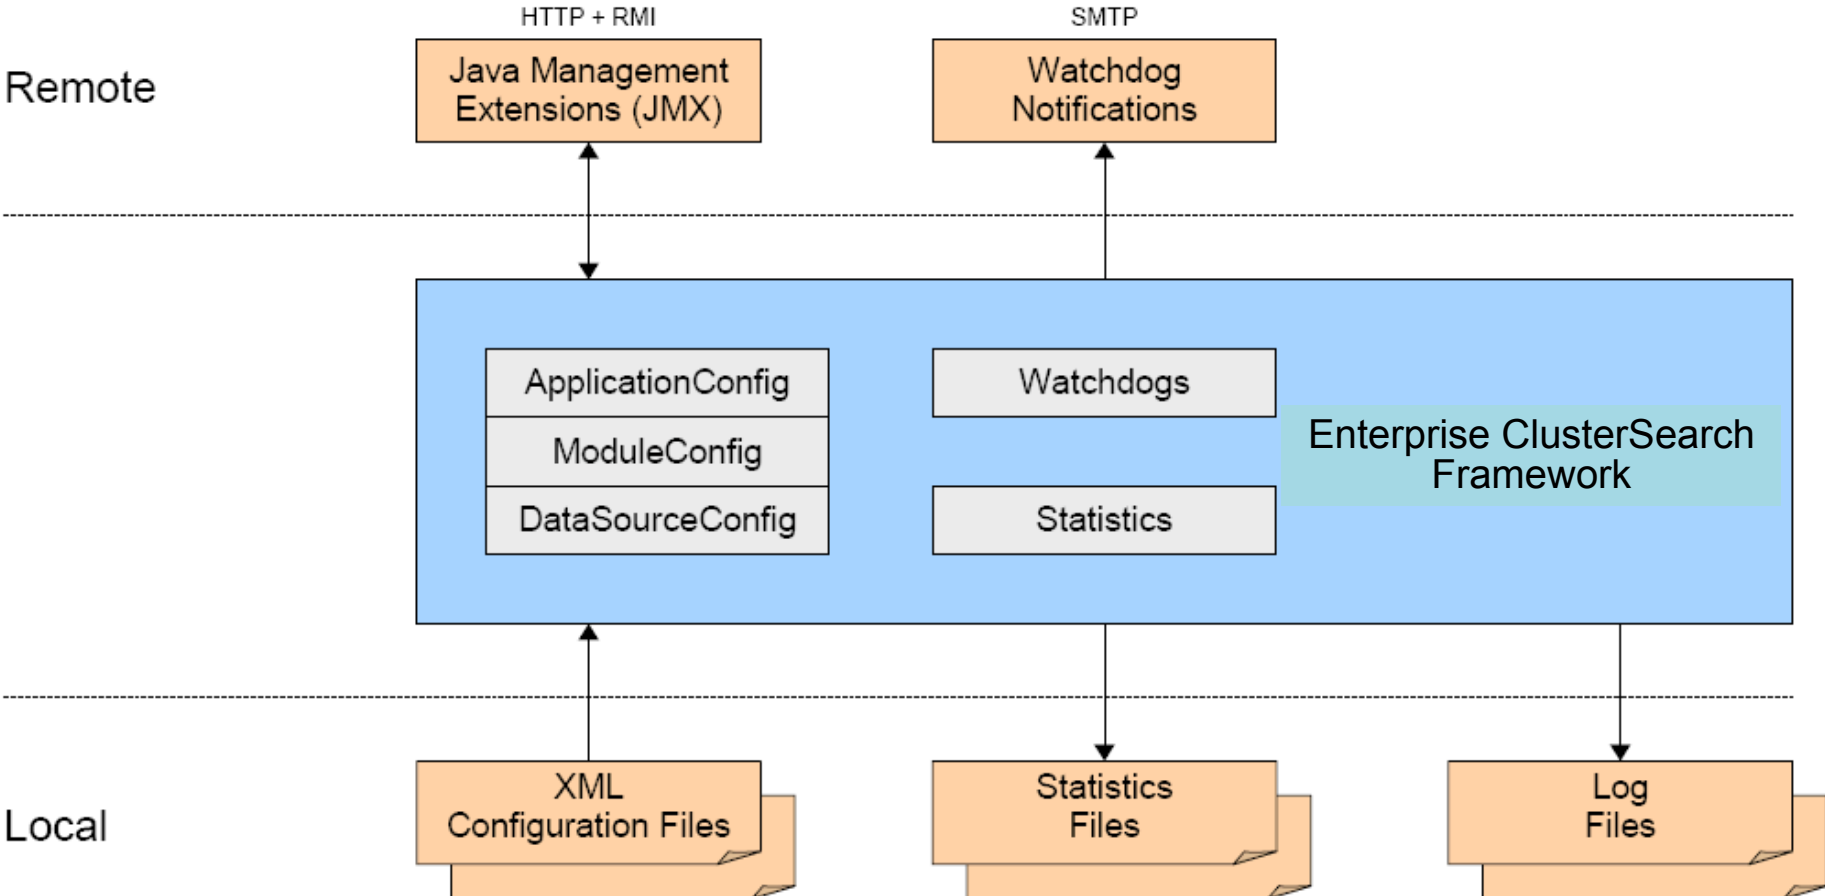 HTTP + RMI
SMTP
Remote
Java Management
Extensions (JMX)
Watchdog
Notifications
ApplicationConfig
ModuleConfig
DataSourceConfig
Watchdogs
Statistics
Enterprise ClusterSearch
Framework
Local
XML
Configuration Files
Statistics
Files
Log
Files